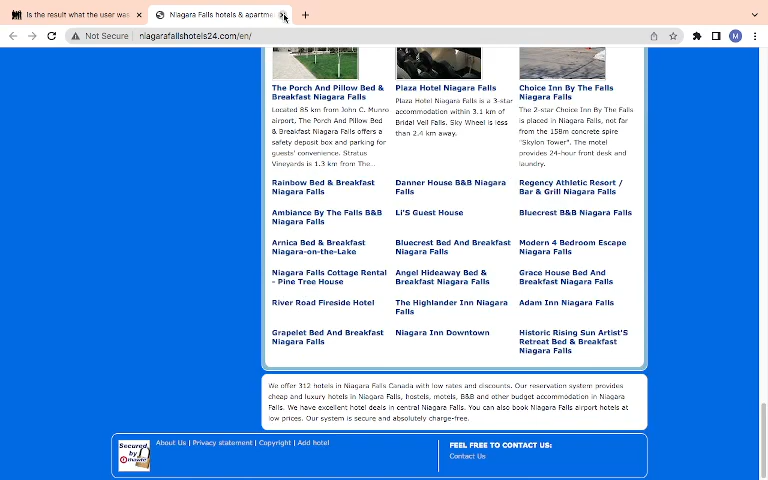 Is the result what the user was
Niagara Falls hotels & apartme
Not Secure
niagarafallshotels24.com/en/
M
The Porch And Pillow Bed &
Breakfast Niagara Falls
Located 85 km from John C. Munro
airport, The Porch And Pillow Bed
& Breakfast Niagara Falls offers a
safety deposit box and parking for
guests' convenience. Stratus
Vineyards is 1.3 km from The...
Plaza Hotel Niagara Falls
Plaza Hotel Niagara Falls is a 3-star
accommodation within 3.1 km of
Bridal Veil Falls. Sky Wheel is less
than 2.4 km away.
Choice Inn By The Falls
Niagara Falls
The 2-star Choice Inn By The Falls
is placed in Niagara Falls, not far
from the 158m concrete spire
"Skylon Tower". The motel
provides 24-hour front desk and
laundry.
Rainbow Bed & Breakfast
Niagara Falls
Danner House B&B Niagara
Falls
Regency Athletic Resort /
Bar & Grill Niagara Falls
Ambiance By The Falls B&B
Niagara Falls
Li'S Guest House
Bluecrest B&B Niagara Falls
Arnica Bed & Breakfast
Niagara-on-the-Lake
Bluecrest Bed And Breakfast
Niagara Falls
Modern 4 Bedroom Escape
Niagara Falls
Niagara Falls Cottage Rental
- Pine Tree House
Angel Hideaway Bed &
Breakfast Niagara Falls
Grace House Bed And
Breakfast Niagara Falls
River Road Fireside Hotel
The Highlander Inn Niagara
Falls
Adam Inn Niagara Falls
Grapelet Bed And Breakfast
Niagara Falls
Niagara Inn Downtown
Historic Rising Sun Artist'S
Retreat Bed & Breakfast
Niagara Falls
We offer 312 hotels in Niagara Falls Canada with low rates and discounts. Our reservation system provides
cheap and luxury hotels in Niagara Falls, hostels, motels, B&B and other budget accommodation in Niagara
Falls. We have excellent hotel deals in central Niagara Falls. You can also book Niagara Falls airport hotels at
low prices. Our system is secure and absolutely charge-free.
Secured
by
thawte
About Us | Privacy statement | Copyright | Add hotel
FEEL FREE TO CONTACT US:
Contact Us